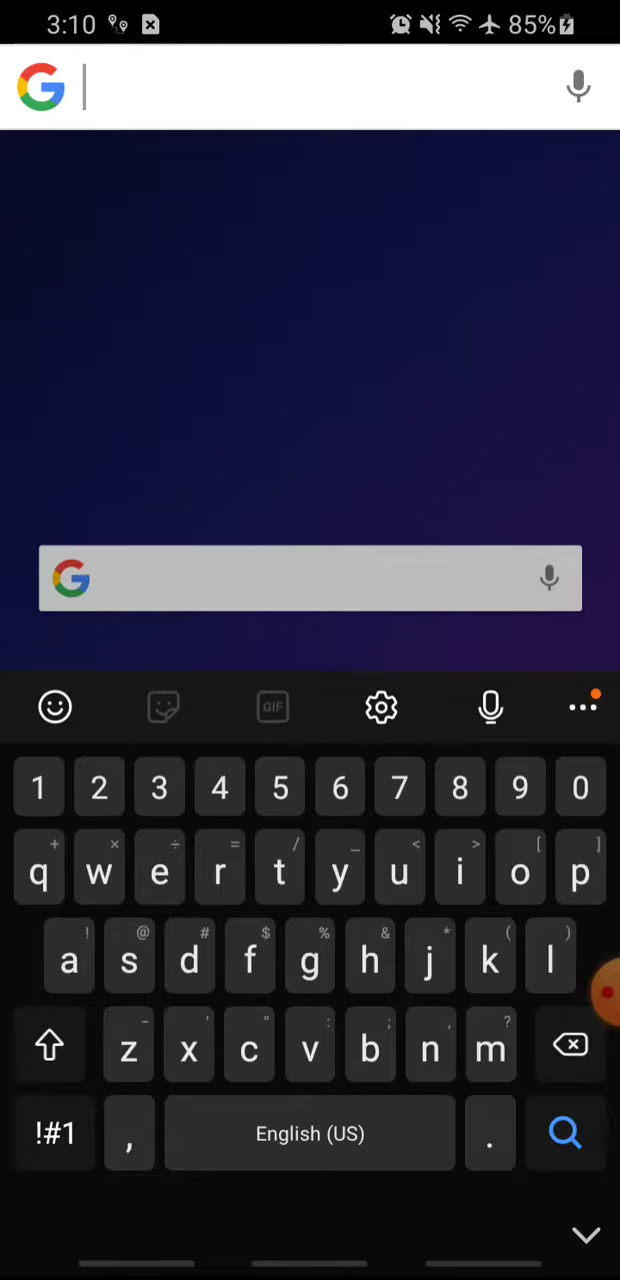 3:10 85%
G
G
GIF
1 2 3 4 5 6 7 8 9 0
+ × ÷ = / _ < > [ ]
q w e r t y u i o p
! @ # $ % & * ( )
a s d f g h j k l
- ' " : ; , ?
z x c v b n m
!#1 , English (US) .